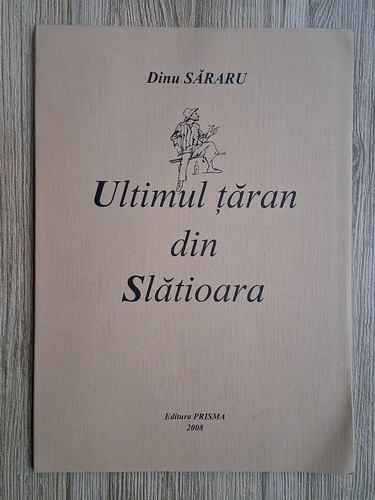 Dinu SĂRARU
Ultimul țăran
din
Slătioara
Editura PRISMA
2008